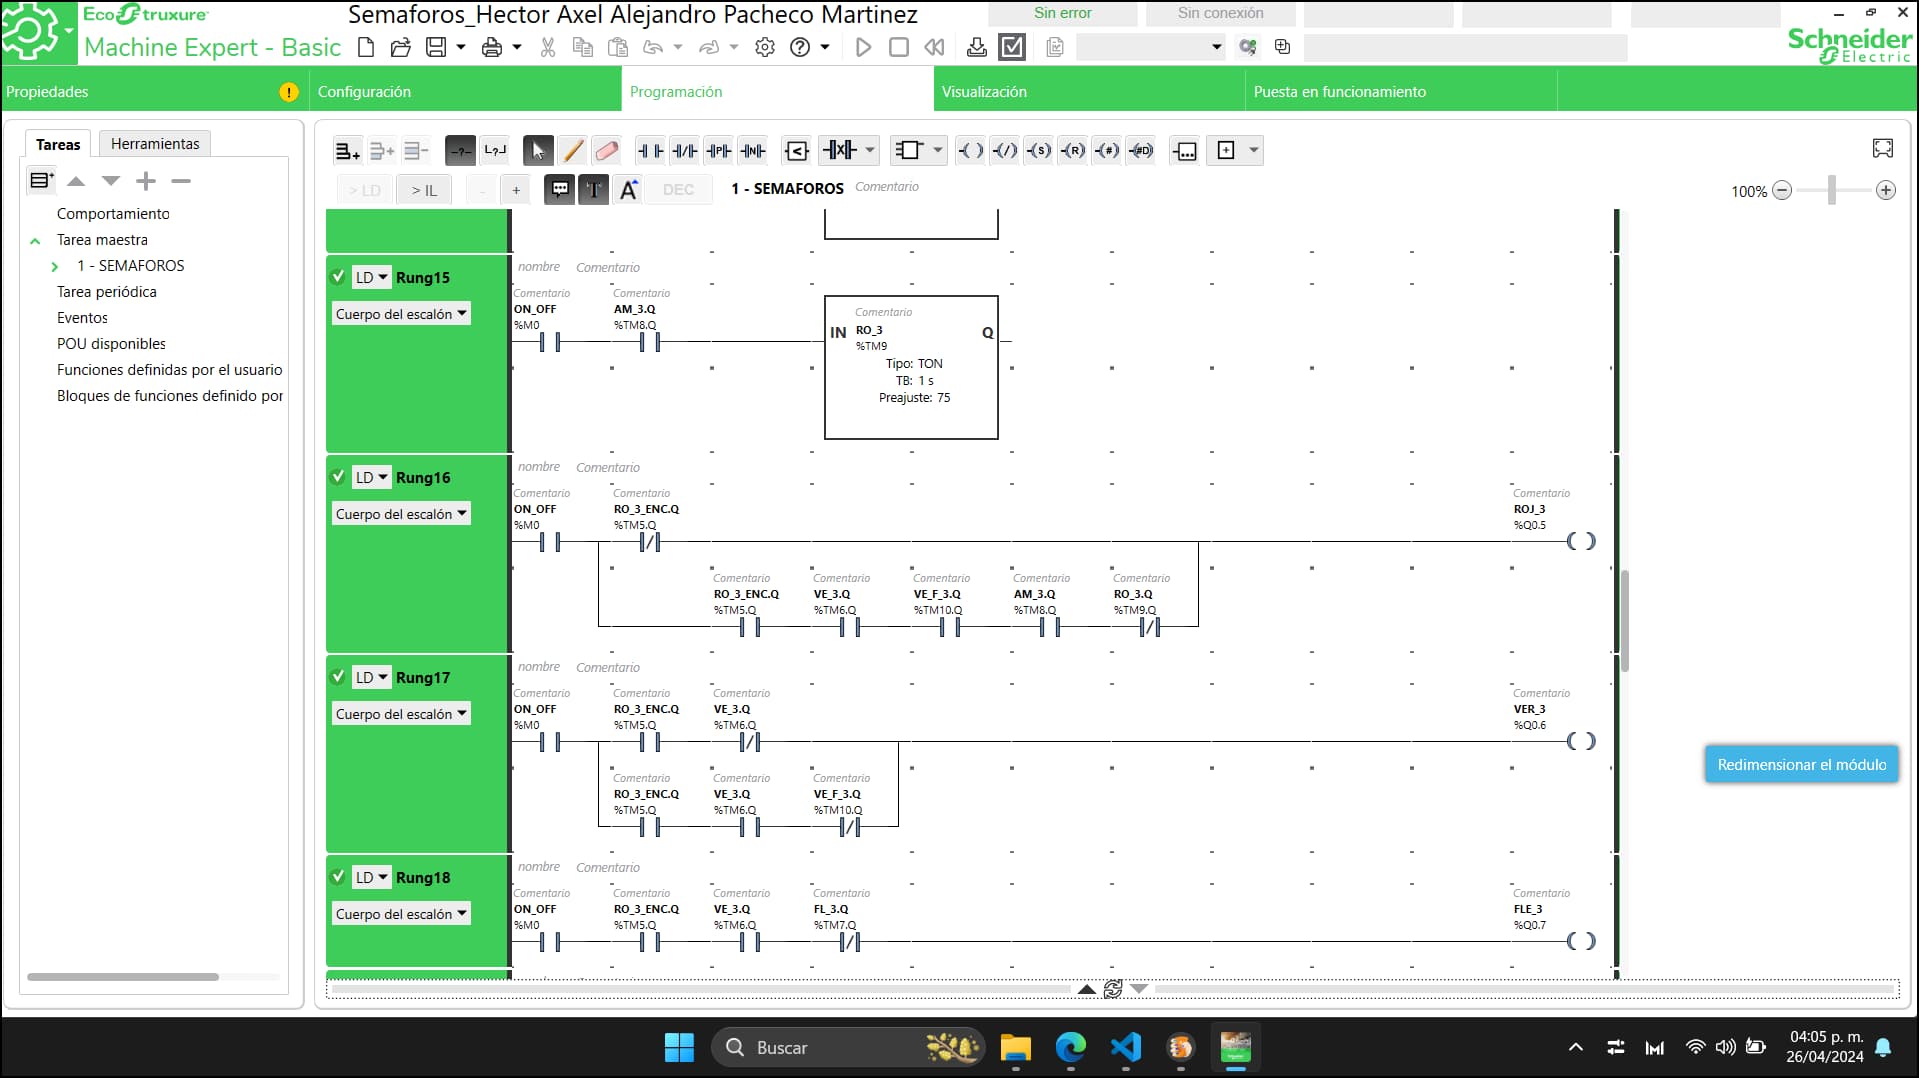 EcoStruxure
Machine Expert - Basic
Semaforos_Hector Axel Alejandro Pacheco Martinez
Sin error
Sin conexión
Schneider
Electric
Propiedades
!
Configuración
Programación
Visualización
Puesta en funcionamiento
Tareas
Herramientas
Comportamiento
Tarea maestra
1 - SEMAFOROS
Tarea periódica
Eventos
POU disponibles
Funciones definidas por el usuario
Bloques de funciones definido por
> LD
> IL
-
+
T
A
DEC
1 - SEMAFOROS
Comentario
100%
LD
Rung15
Cuerpo del escalón
nombre
Comentario
Comentario
ON_OFF
%M0
Comentario
AM_3.Q
%TM8.Q
Comentario
IN
RO_3
Q
%TM9
Tipo: TON
TB: 1 s
Preajuste: 75
LD
Rung16
Cuerpo del escalón
nombre
Comentario
Comentario
ON_OFF
%M0
Comentario
RO_3_ENC.Q
%TM5.Q
Comentario
ROJ_3
%Q0.5
Comentario
RO_3_ENC.Q
%TM5.Q
Comentario
VE_3.Q
%TM6.Q
Comentario
VE_F_3.Q
%TM10.Q
Comentario
AM_3.Q
%TM8.Q
Comentario
RO_3.Q
%TM9.Q
LD
Rung17
Cuerpo del escalón
nombre
Comentario
Comentario
ON_OFF
%M0
Comentario
RO_3_ENC.Q
%TM5.Q
Comentario
VE_3.Q
%TM6.Q
Comentario
VER_3
%Q0.6
Comentario
RO_3_ENC.Q
%TM5.Q
Comentario
VE_3.Q
%TM6.Q
Comentario
VE_F_3.Q
%TM10.Q
Redimensionar el módulo
LD
Rung18
Cuerpo del escalón
nombre
Comentario
Comentario
ON_OFF
%M0
Comentario
RO_3_ENC.Q
%TM5.Q
Comentario
VE_3.Q
%TM6.Q
Comentario
FL_3.Q
%TM7.Q
Comentario
FLE_3
%Q0.7
Buscar
04:05 p. m.
26/04/2024